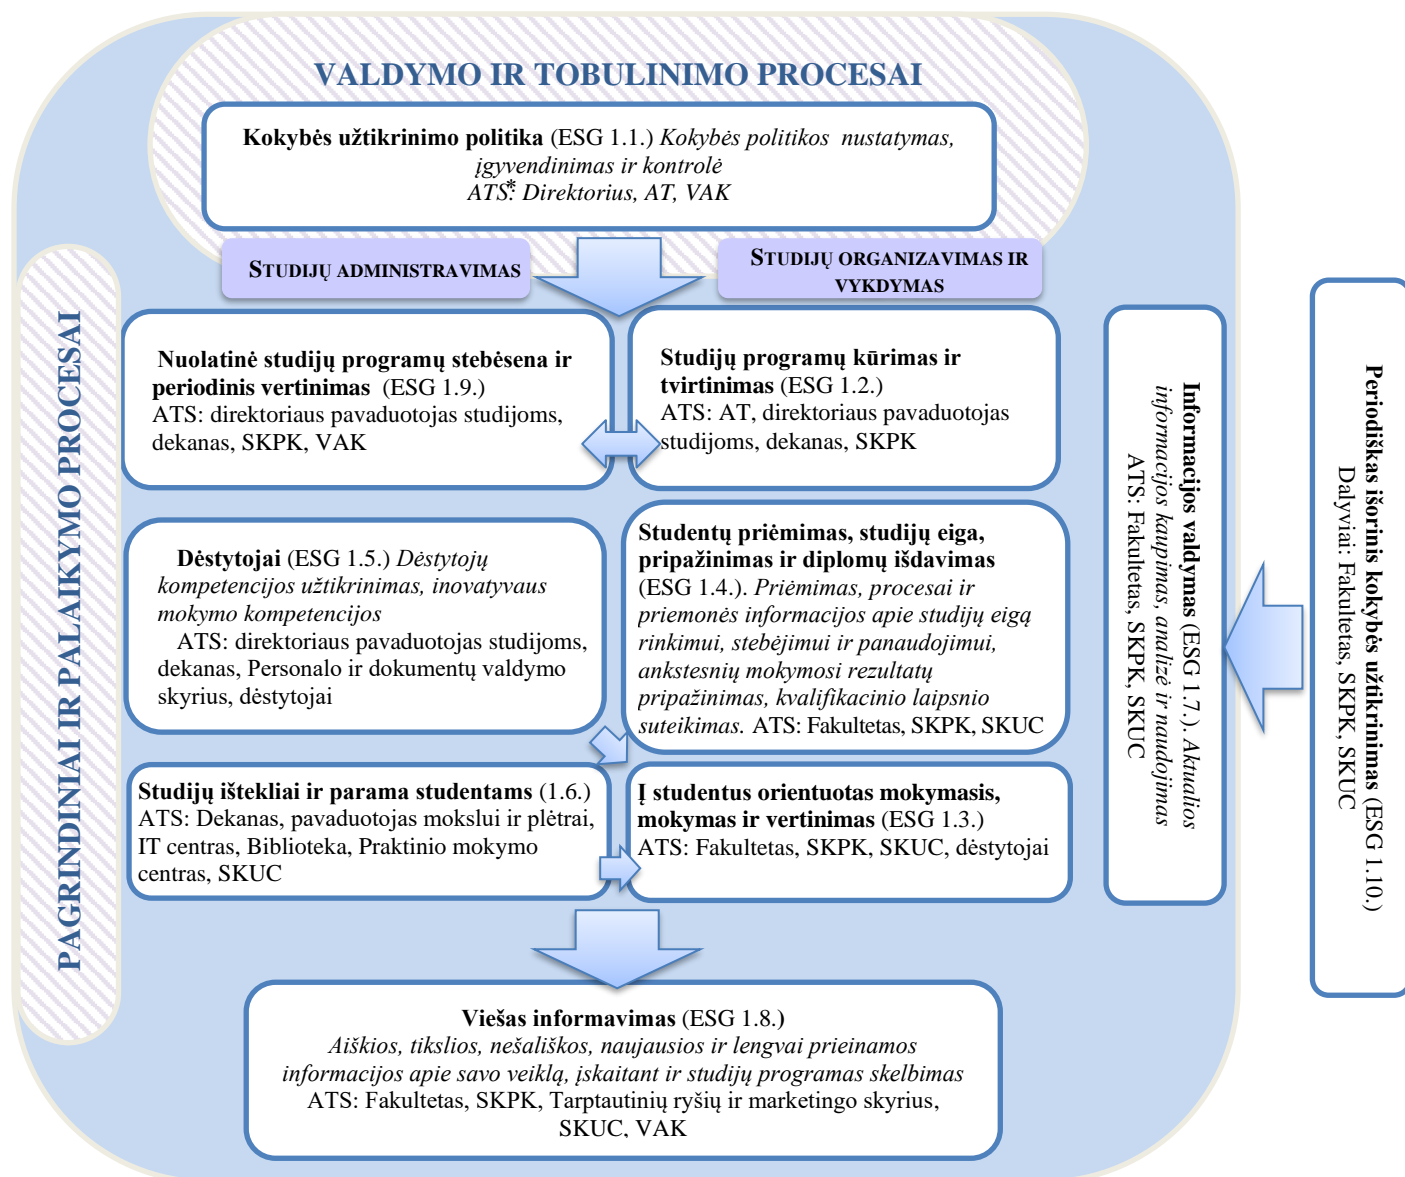 VALDYMO IR TOBULINIMO PROCESAI
Kokybės užtikrinimo politika (ESG 1.1.) Kokybės politikos nustatymas,
įgyvendinimas ir kontrolė
ATS*: Direktorius, AT, VAK
STUDIJŲ ADMINISTRAVIMAS
STUDIJŲ ORGANIZAVIMAS IR
VYKDYMAS
PAGRINDINIAI IR PALAIKYMO PROCESAI
Nuolatinė studijų programų stebėsena ir
periodinis vertinimas (ESG 1.9.)
ATS: direktoriaus pavaduotojas studijoms,
dekanas, SKPK, VAK
Studijų programų kūrimas ir
tvirtinimas (ESG 1.2.)
ATS: AT, direktoriaus pavaduotojas
studijoms, dekanas, SKPK
Dėstytojai (ESG 1.5.) Dėstytojų
kompetencijos užtikrinimas, inovatyvaus
mokymo kompetencijos
ATS: direktoriaus pavaduotojas studijoms,
dekanas, Personalo ir dokumentų valdymo
skyrius, dėstytojai
Studentų priėmimas, studijų eiga,
pripažinimas ir diplomų išdavimas
(ESG 1.4.). Priėmimas, procesai ir
priemonės informacijos apie studijų eigą
rinkimui, stebėjimui ir panaudojimui,
ankstesnių mokymosi rezultatų
pripažinimas, kvalifikacinio laipsnio
suteikimas. ATS: Fakultetas, SKPK, SKUC
Studijų ištekliai ir parama studentams (1.6.)
ATS: Dekanas, pavaduotojas mokslui ir plėtrai,
IT centras, Biblioteka, Praktinio mokymo
centras, SKUC
Į studentus orientuotas mokymasis,
mokymas ir vertinimas (ESG 1.3.)
ATS: Fakultetas, SKPK, SKUC, dėstytojai
Informacijos valdymas (ESG 1.7.). Aktualios
informacijos kaupimas, analizė ir naudojimas
ATS: Fakultetas, SKPK, SKUC
Periodiškas išorinis kokybės užtikrinimas (ESG 1.10.)
Dalyviai: Fakultetas, SKPK, SKUC
Viešas informavimas (ESG 1.8.)
Aiškios, tikslios, nešališkos, naujausios ir lengvai prieinamos
informacijos apie savo veiklą, įskaitant ir studijų programas skelbimas
ATS: Fakultetas, SKPK, Tarptautinių ryšių ir marketingo skyrius,
SKUC, VAK